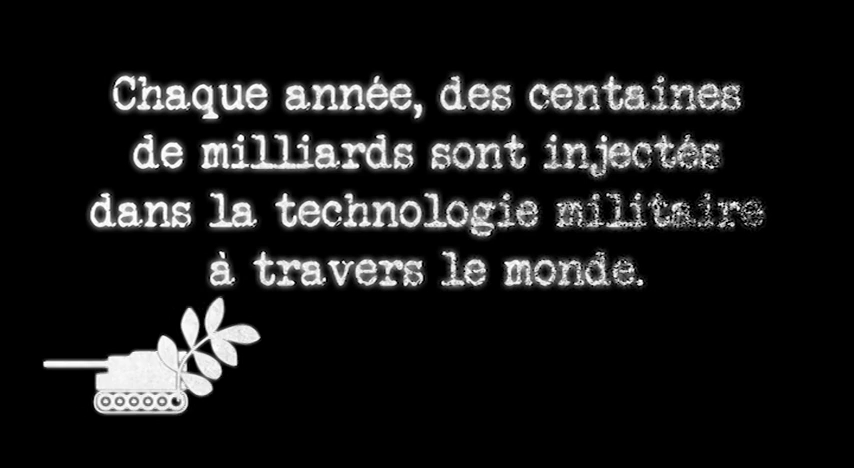 Chaque année, des centaines
de milliards sont injectés
dans la technologie militaire
à travers le monde.